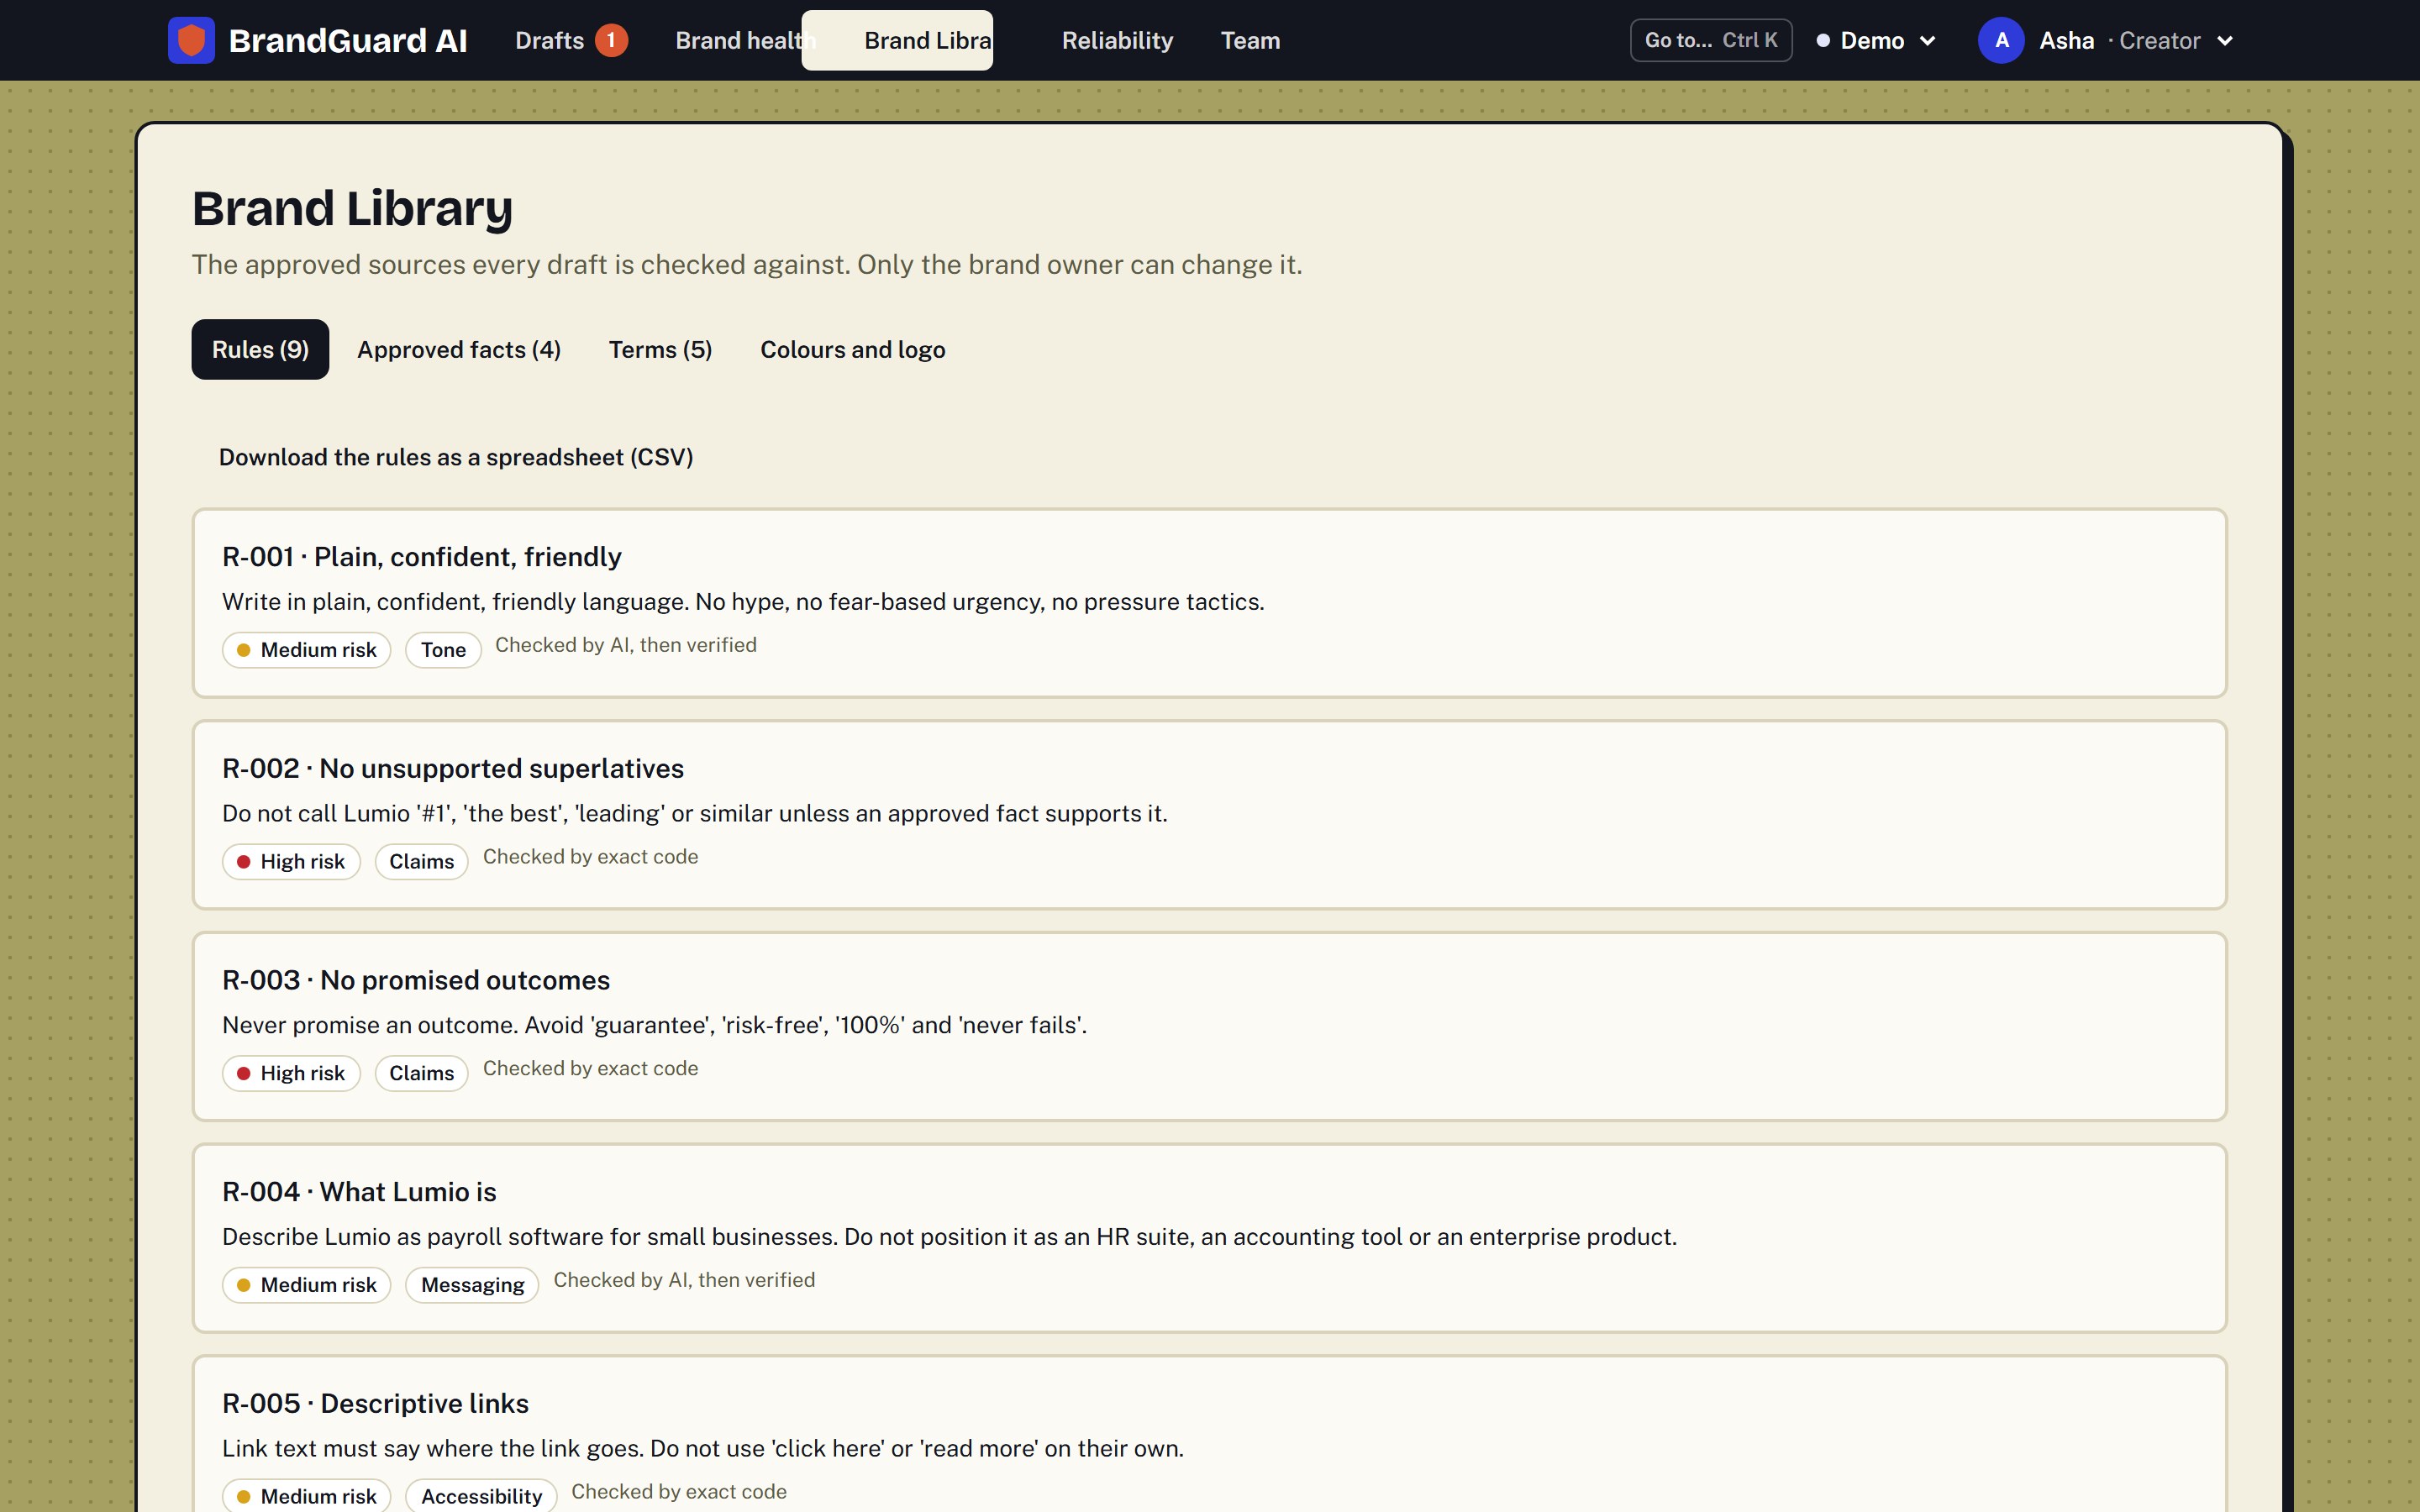 BrandGuard AI Drafts 1 Brand health Brand Libra Reliability Team Go to... Ctrl K Demo A Asha · Creator
Brand Library
The approved sources every draft is checked against. Only the brand owner can change it.
Rules (9) Approved facts (4) Terms (5) Colours and logo
Download the rules as a spreadsheet (CSV)
R-001 · Plain, confident, friendly
Write in plain, confident, friendly language. No hype, no fear-based urgency, no pressure tactics.
Medium risk Tone Checked by AI, then verified
R-002 · No unsupported superlatives
Do not call Lumio '#1', 'the best', 'leading' or similar unless an approved fact supports it.
High risk Claims Checked by exact code
R-003 · No promised outcomes
Never promise an outcome. Avoid 'guarantee', 'risk-free', '100%' and 'never fails'.
High risk Claims Checked by exact code
R-004 · What Lumio is
Describe Lumio as payroll software for small businesses. Do not position it as an HR suite, an accounting tool or an enterprise product.
Medium risk Messaging Checked by AI, then verified
R-005 · Descriptive links
Link text must say where the link goes. Do not use 'click here' or 'read more' on their own.
Medium risk Accessibility Checked by exact code